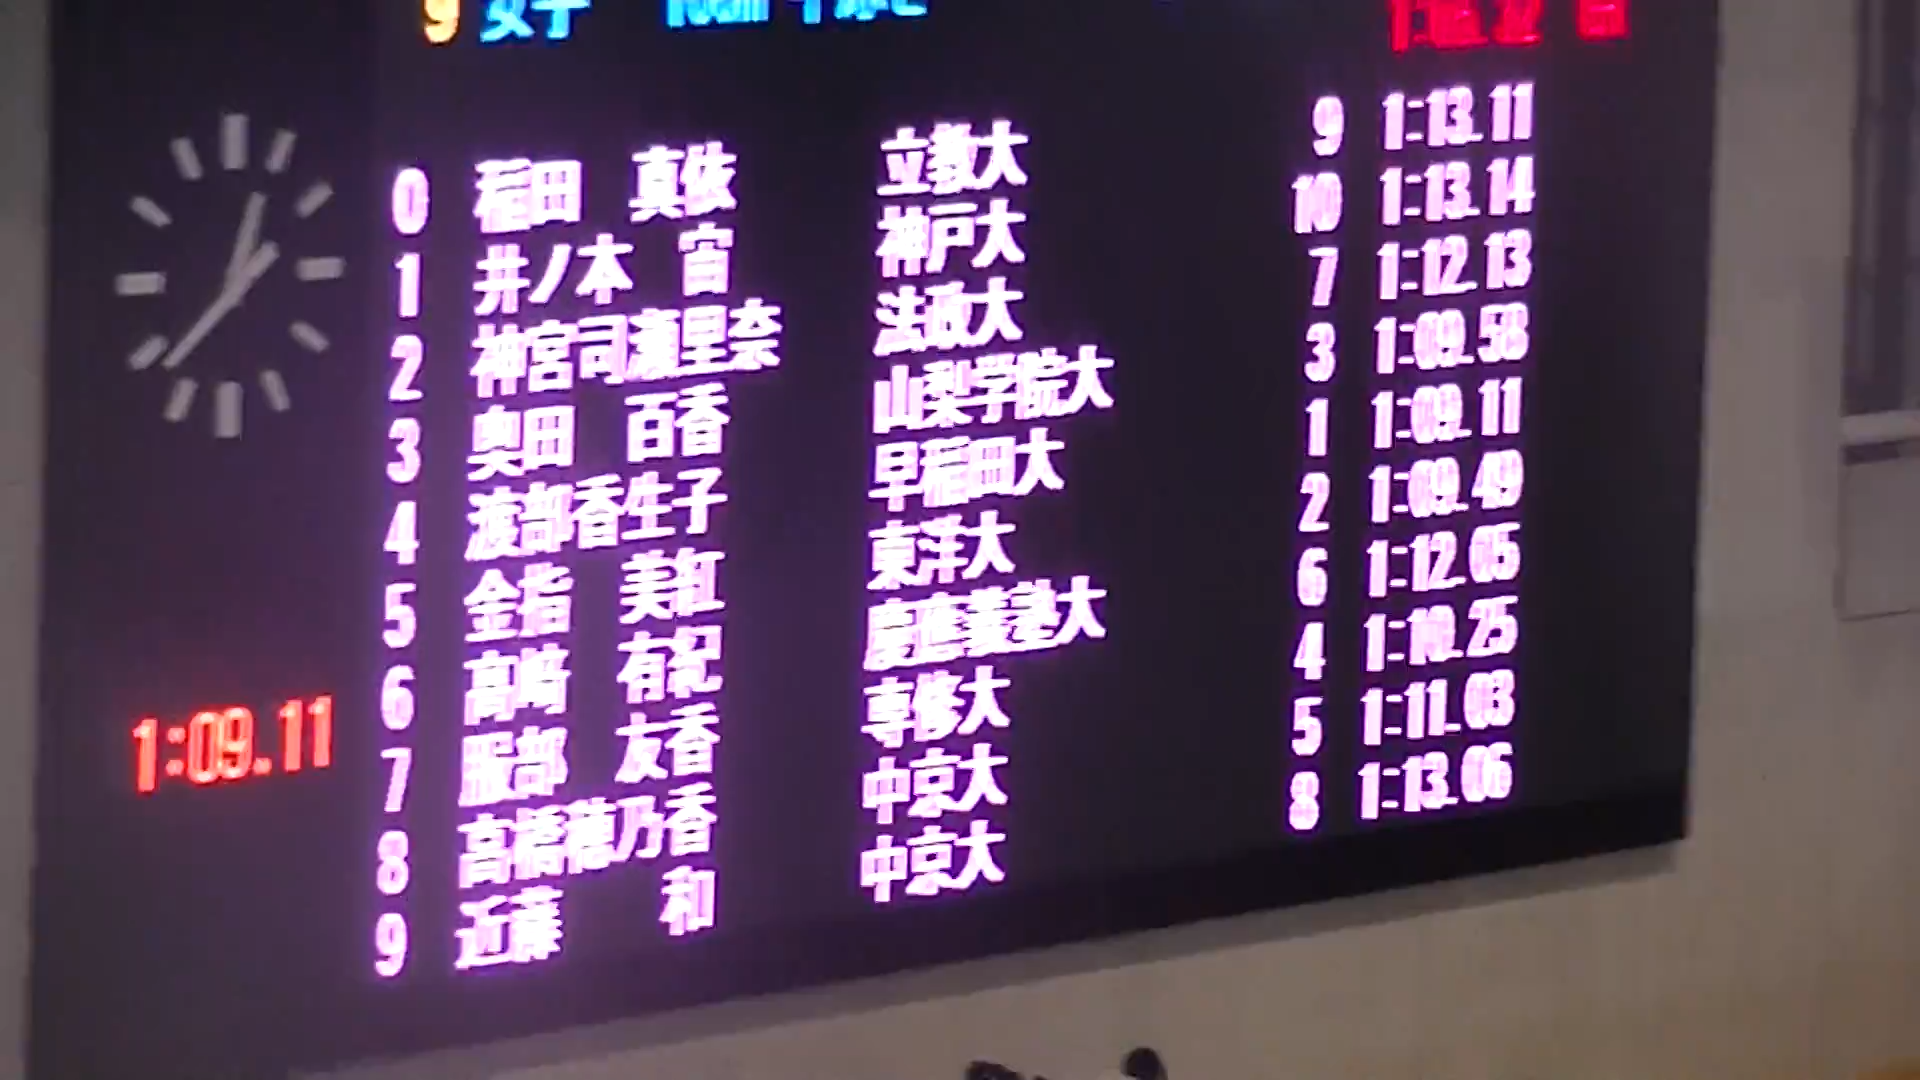 9 女子
0 稲田 真依 立教大 9 1:13.11
1 井ノ本 宙 神戸大 10 1:13.14
2 神宮司瀬里奈 法政大 7 1:12.13
3 奥田 百香 山梨学院大 3 1:09.58
4 渡部香生子 早稲田大 1 1:09.11
5 金指 美紅 東洋大 2 1:09.49
6 高崎 有紀 慶應義塾大 6 1:12.05
7 服部 友香 専修大 4 1:10.25
8 高橋穂乃香 中京大 5 1:11.03
9 近藤 和 中京大 8 1:13.06
1:09.11